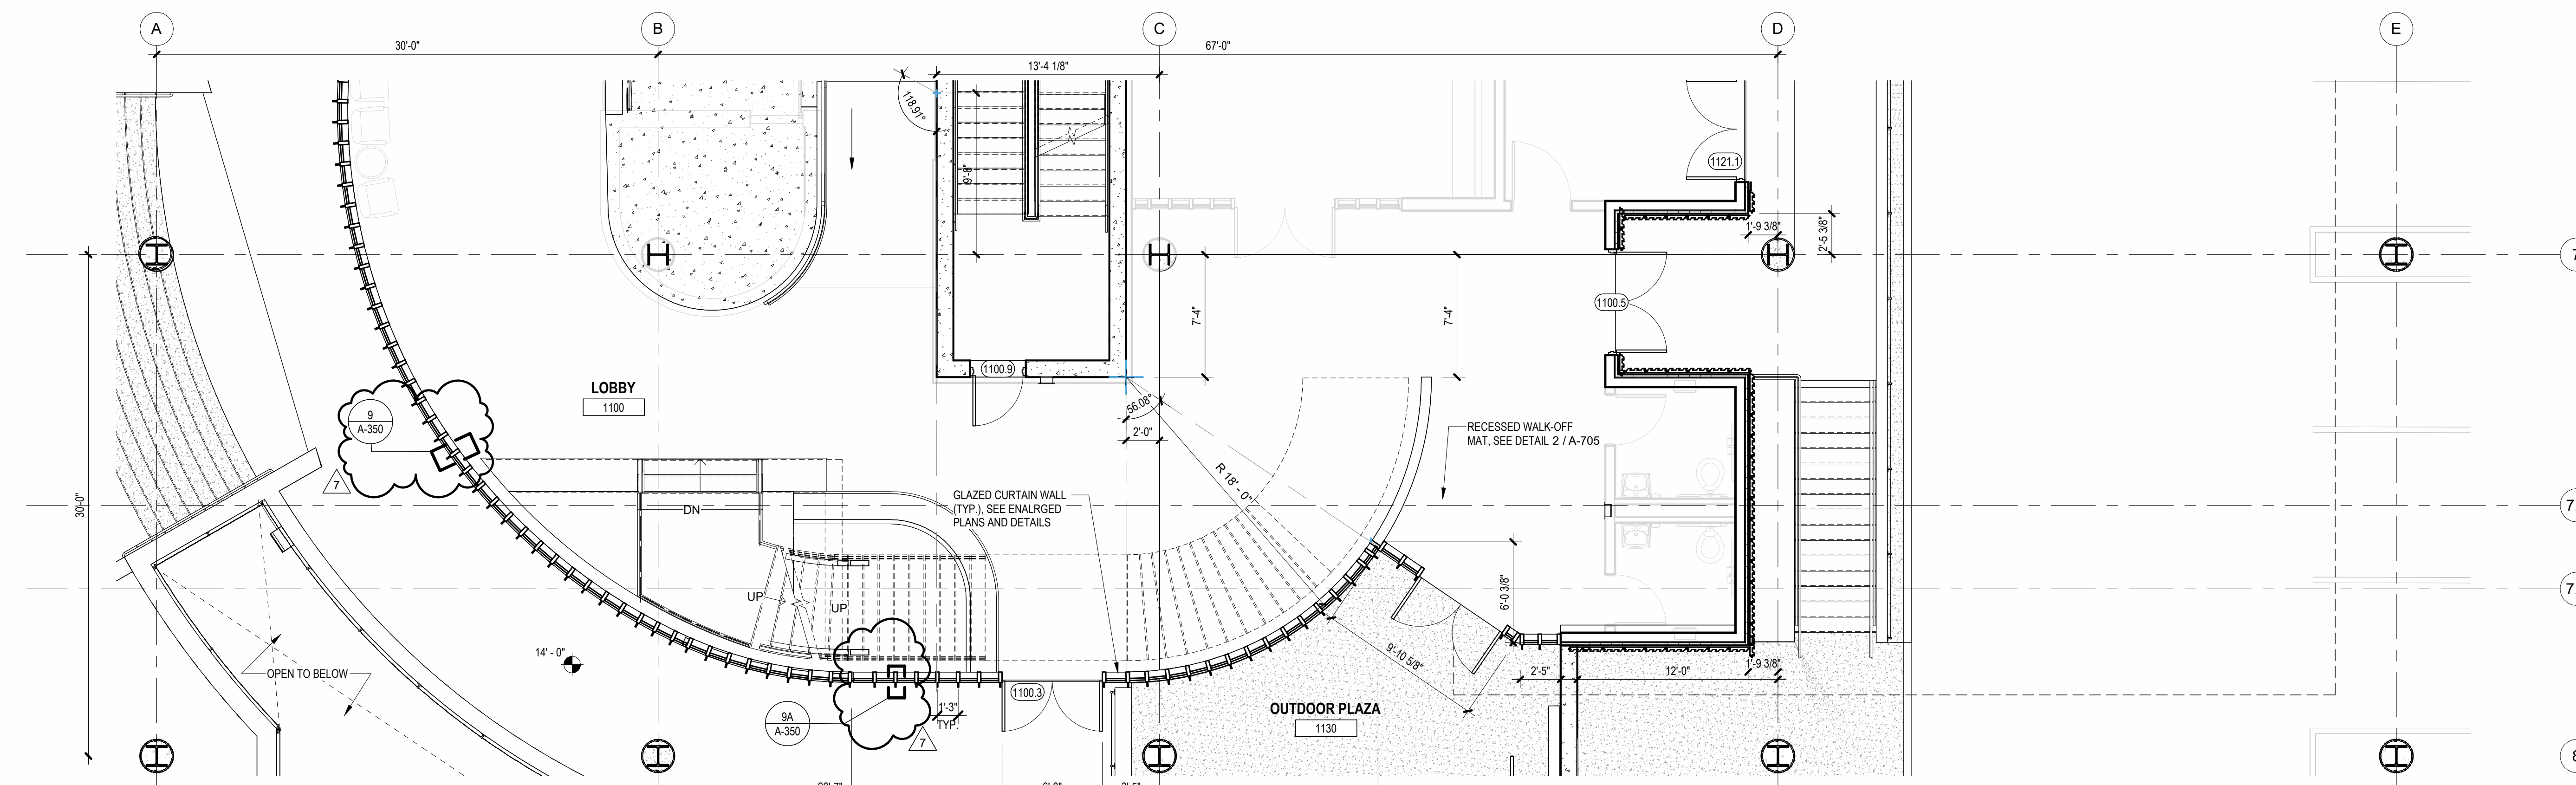 A
B
C
D
E
30'-0"
67'-0"
13'-4 1/8"
118.91°
9'-8"
1121.1
1'-9 3/8"
2'-5 3/8"
7
1100.5
7'-4"
7'-4"
1100.9
LOBBY
1100
56.08°
2'-0"
9
A-350
7
RECESSED WALK-OFF
MAT, SEE DETAIL 2 / A-705
R 18' - 0"
GLAZED CURTAIN WALL
(TYP.), SEE ENALRGED
PLANS AND DETAILS
30'-0"
DN
UP
UP
6'-0 3/8"
14' - 0"
OPEN TO BELOW
9'-10 5/8"
2'-5"
12'-0"
1'-9 3/8"
1100.3
1'-3"
TYP.
9A
A-350
7
OUTDOOR PLAZA
1130